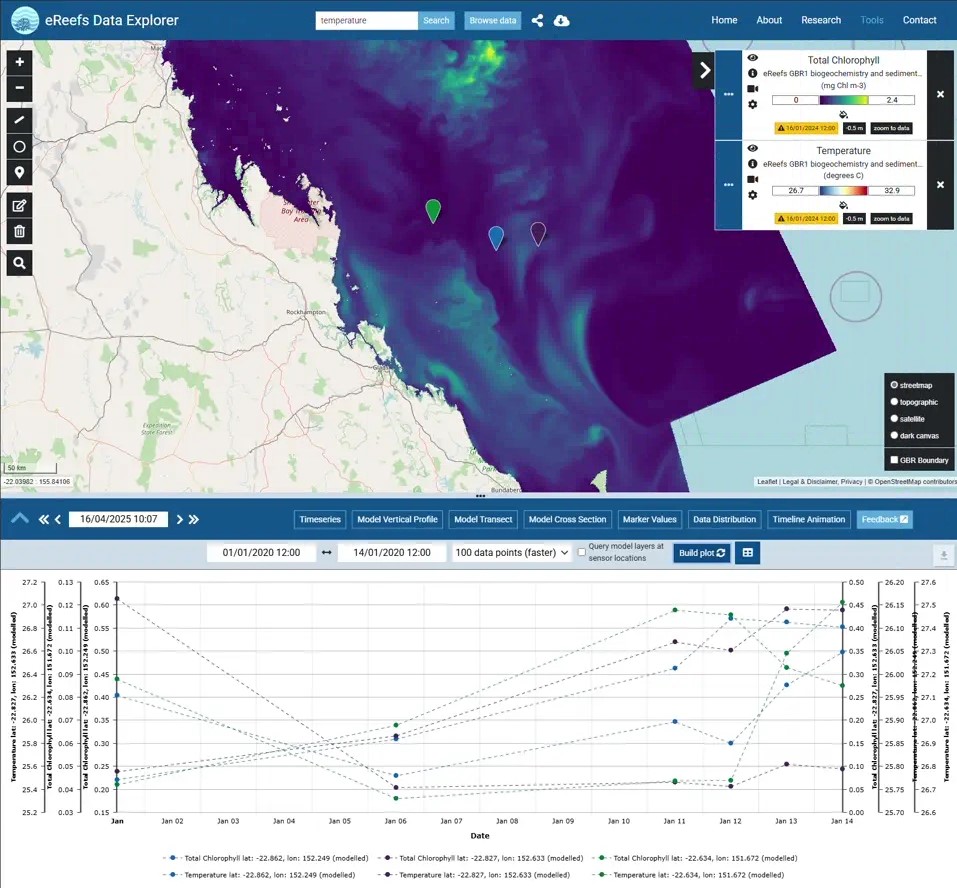 eReefs Data Explorer
temperature
Search
Browse data
Home
About
Research
Tools
Contact
+
−
Mac
Bay
Area
Rockhampton
Expedition
State Forest
Bundaberg
50 km
-22.03982 : 155.84106
Total Chlorophyll
eReefs GBR1 biogeochemistry and sediment...
(mg Chl m-3)
0
2.4
16/01/2024 12:00
-0.5 m
zoom to data
Temperature
eReefs GBR1 biogeochemistry and sediment...
(degrees C)
26.7
32.9
16/01/2024 12:00
-0.5 m
zoom to data
streetmap
topographic
satellite
dark canvas
GBR Boundary
Leaflet | Legal & Disclaimer, Privacy | © OpenStreetMap contributors
16/04/2025 10:07
Timeseries
Model Vertical Profile
Model Transect
Model Cross Section
Marker Values
Data Distribution
Timeline Animation
Feedback
01/01/2020 12:00
14/01/2020 12:00
100 data points (faster)
Query model layers at
sensor locations
Build plot
Temperature lat: -22.827, lon: 152.633 (modelled)
27.2
27.0
26.8
26.6
26.4
26.2
26.0
25.8
25.6
25.4
25.2
Total Chlorophyll lat: -22.634, lon: 151.672 (modelled)
0.13
0.12
0.11
0.10
0.09
0.08
0.07
0.06
0.05
0.04
0.03
Total Chlorophyll lat: -22.862, lon: 152.249 (modelled)
0.65
0.60
0.55
0.50
0.45
0.40
0.35
0.30
0.25
0.20
0.15
0.50
0.45
0.40
0.35
0.30
0.25
0.20
0.15
0.10
0.05
0.00
Total Chlorophyll lat: -22.827, lon: 152.633 (modelled)
26.20
26.15
26.10
26.05
26.00
25.95
25.90
25.85
25.80
25.75
25.70
Temperature lat: -22.862, lon: 152.249 (modelled)
27.6
27.5
27.4
27.3
27.2
27.1
27.0
26.9
26.8
26.7
26.6
Temperature lat: -22.634, lon: 151.672 (modelled)
Jan
Jan 02
Jan 03
Jan 04
Jan 05
Jan 06
Jan 07
Jan 08
Jan 09
Jan 10
Jan 11
Jan 12
Jan 13
Jan 14
Date
Total Chlorophyll lat: -22.862, lon: 152.249 (modelled)
Total Chlorophyll lat: -22.827, lon: 152.633 (modelled)
Total Chlorophyll lat: -22.634, lon: 151.672 (modelled)
Temperature lat: -22.862, lon: 152.249 (modelled)
Temperature lat: -22.827, lon: 152.633 (modelled)
Temperature lat: -22.634, lon: 151.672 (modelled)